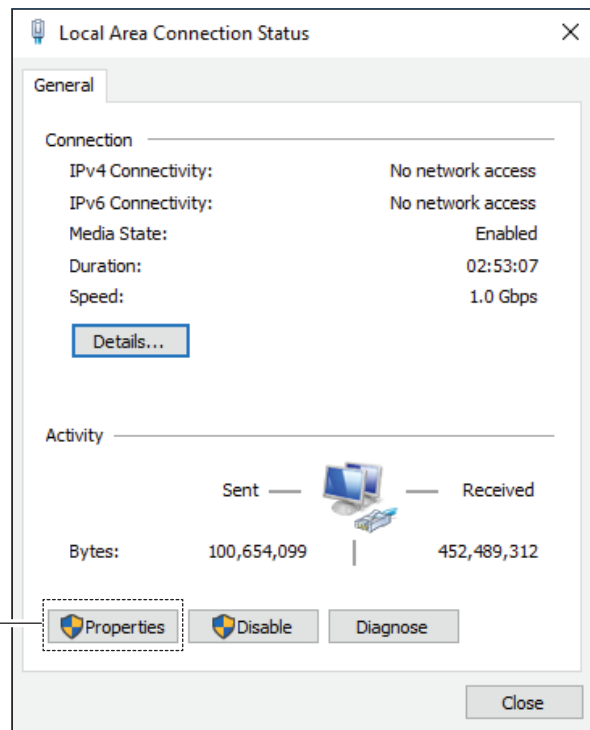 Local Area Connection Status
General
Connection
IPv4 Connectivity: No network access
IPv6 Connectivity: No network access
Media State: Enabled
Duration: 02:53:07
Speed: 1.0 Gbps
Details...
Activity
Sent Received
Bytes: 100,654,099 452,489,312
Properties Disable Diagnose
Close